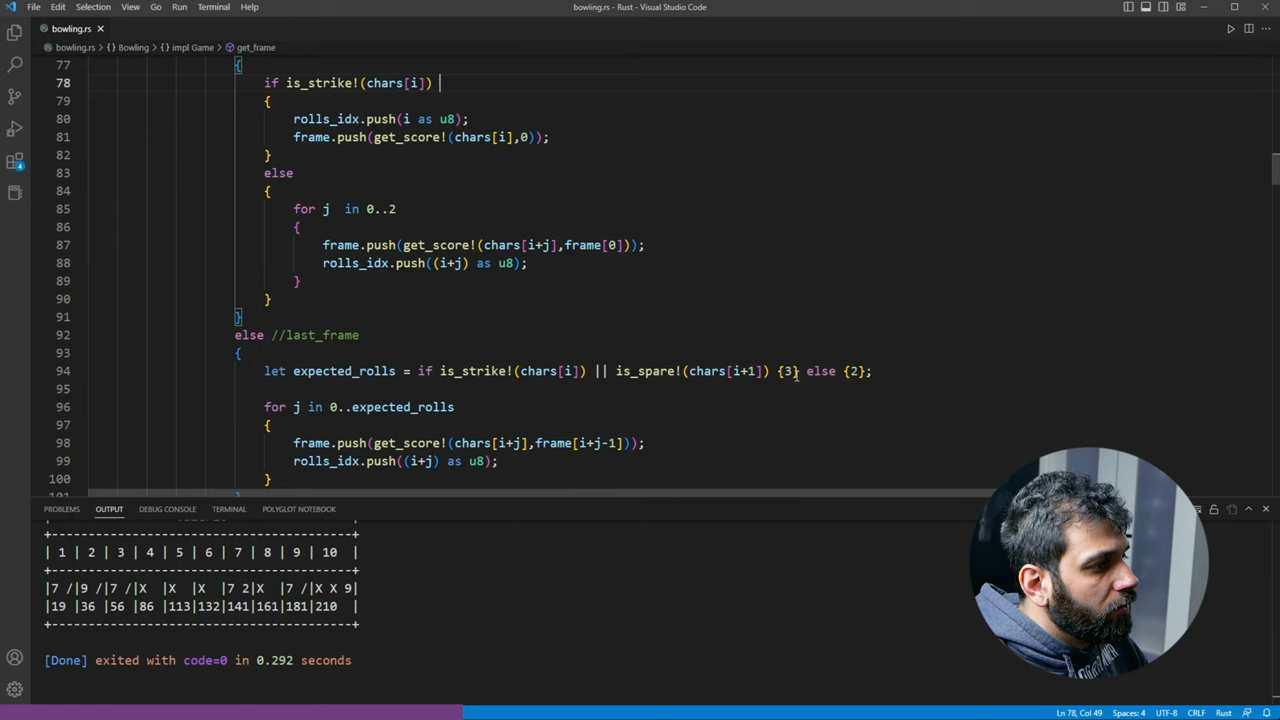 File Edit Selection View Go Run Terminal Help
bowling.rs - Rust - Visual Studio Code
bowling.rs
bowling.rs > {} Bowling > {} impl Game > get_frame
77 {
78 if is_strike!(chars[i])
79 {
80 rolls_idx.push(i as u8);
81 frame.push(get_score!(chars[i],0));
82 }
83 else
84 {
85 for j  in 0..2
86 {
87 frame.push(get_score!(chars[i+j],frame[0]));
88 rolls_idx.push((i+j) as u8);
89 }
90 }
91 }
92 else //last_frame
93 {
94 let expected_rolls = if is_strike!(chars[i]) || is_spare!(chars[i+1]) {3} else {2};
95
96 for j in 0..expected_rolls
97 {
98 frame.push(get_score!(chars[i+j],frame[i+j-1]));
99 rolls_idx.push((i+j) as u8);
100 }
PROBLEMS OUTPUT DEBUG CONSOLE TERMINAL POLYGLOT NOTEBOOK
+-----------------------------------------+
| 1 | 2 | 3 | 4 | 5 | 6 | 7 | 8 | 9 | 10  |
+-----------------------------------------+
|7 /|9 /|7 /|X  |X  |X  |7 2|X  |7 /|X X 9|
|19 |36 |56 |86 |113|132|141|161|181|210  |
+-----------------------------------------+
[Done] exited with code=0 in 0.292 seconds
4
Ln 78, Col 49 Spaces: 4 UTF-8 CRLF Rust